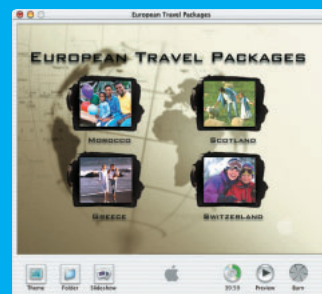 European Travel Packages
EUROPEAN TRAVEL PACKAGES
MOROCCO
SCOTLAND
GREECE
SWITZERLAND
Theme
Folder
Slideshow
Preview
Burn